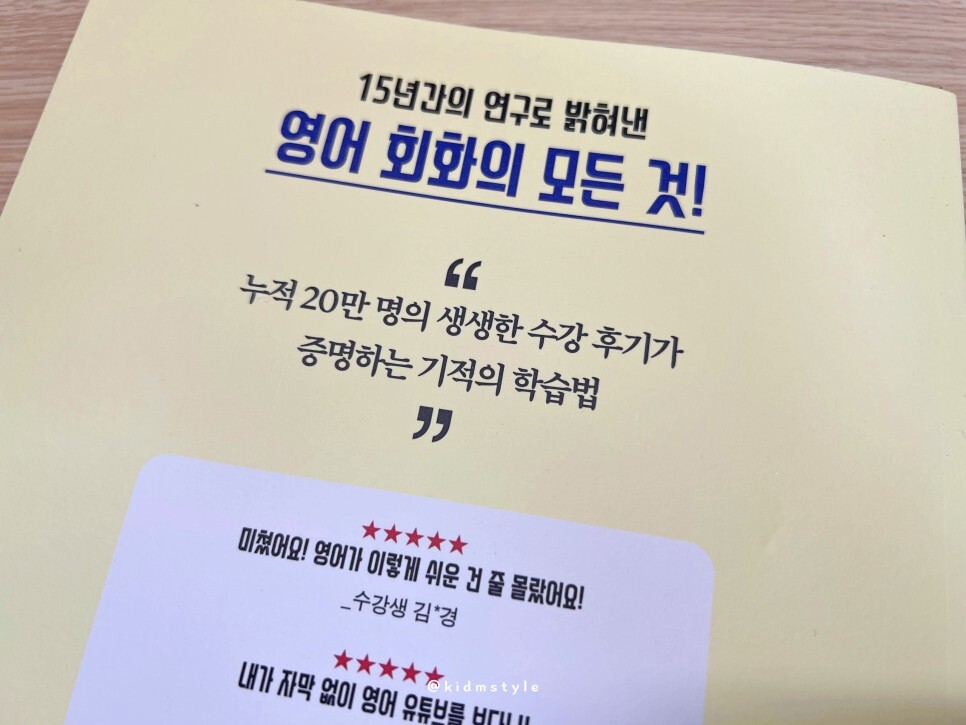 15년간의 연구로 밝혀낸
영어 회화의 모든 것!
“
누적 20만 명의 생생한 수강 후기가
증명하는 기적의 학습법
”
★★★★★
미쳤어요! 영어가 이렇게 쉬운 건 줄 몰랐어요!
_수강생 김*경
★★★★★
@kidmstyle
내가 자막 없이 영어 유튜브를